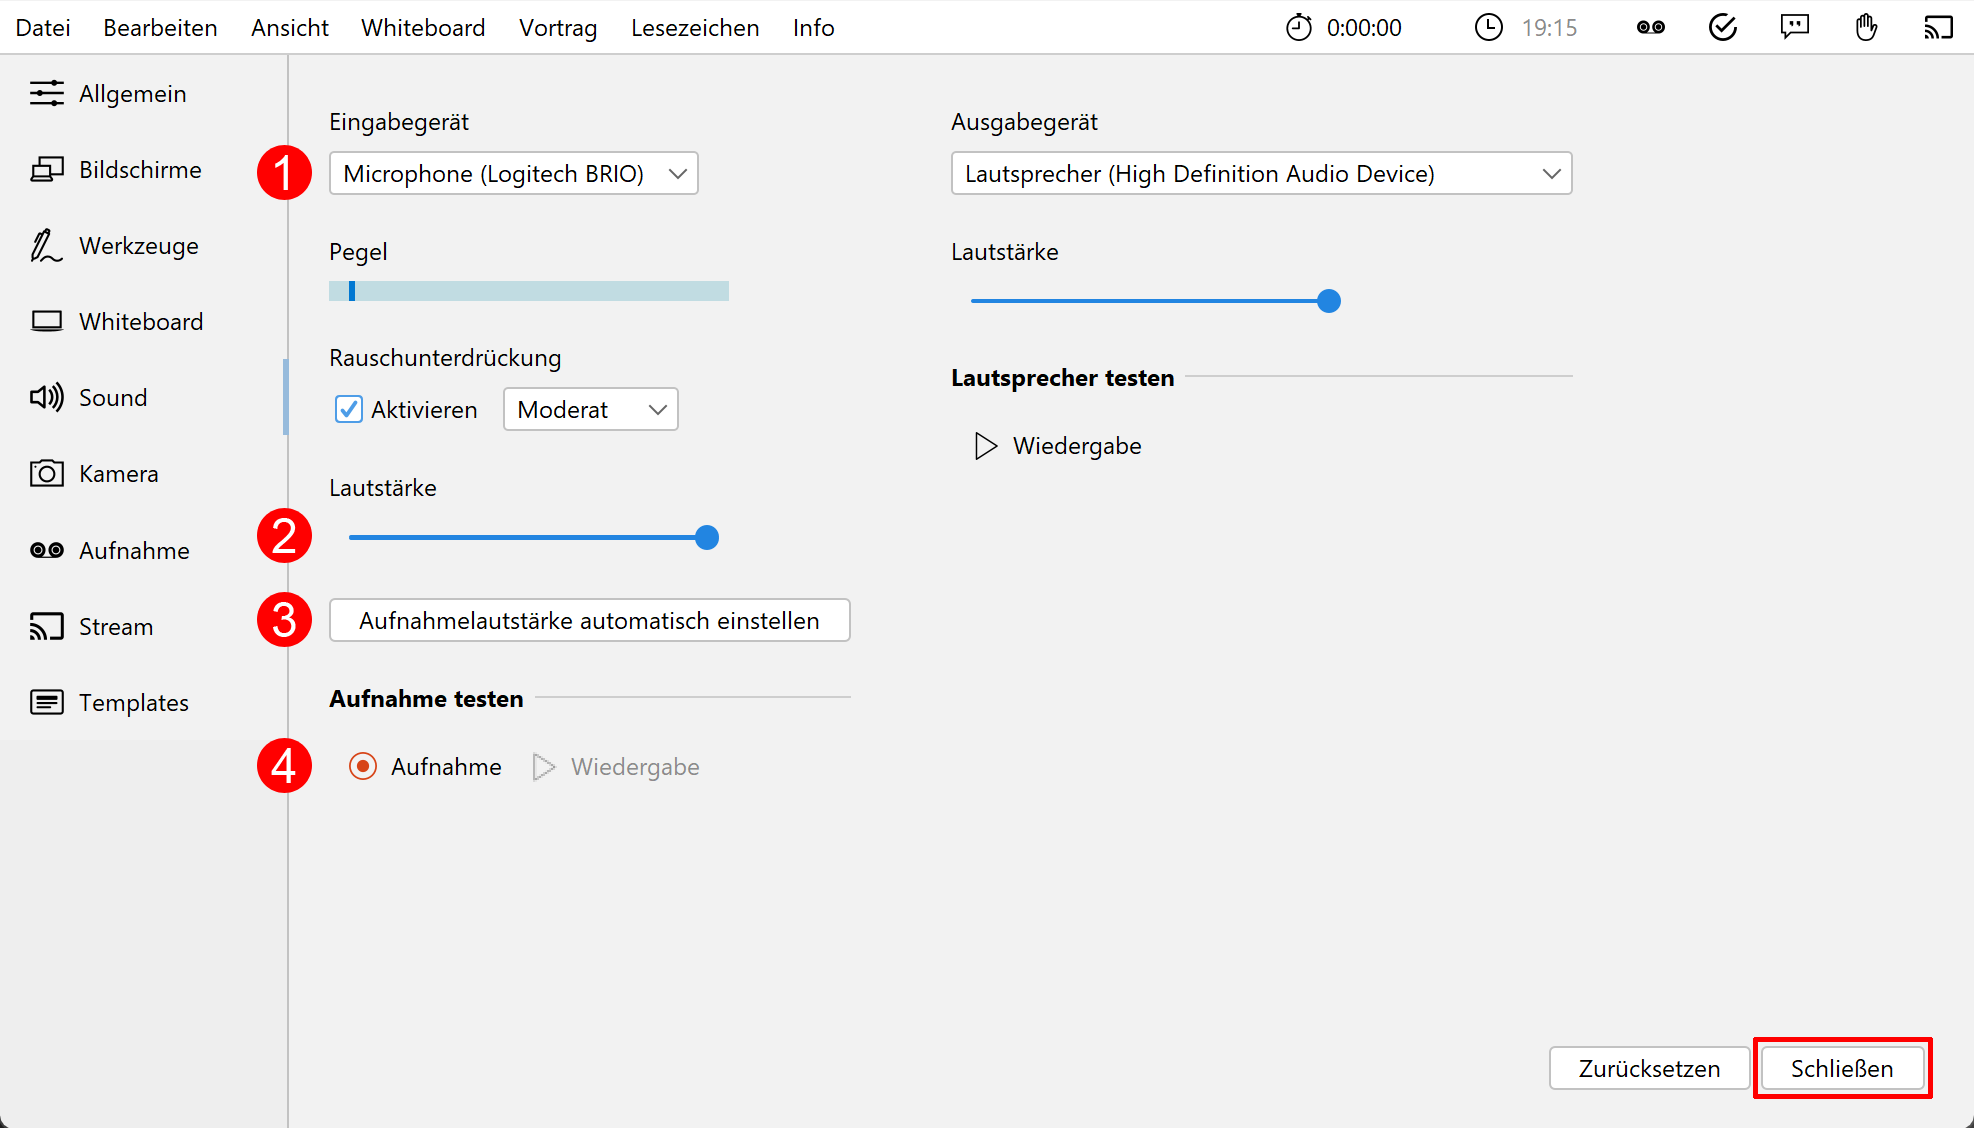 Datei Bearbeiten Ansicht Whiteboard Vortrag Lesezeichen Info 0:00:00 19:15
Allgemein
Bildschirme
Werkzeuge
Whiteboard
Sound
Kamera
Aufnahme
Stream
Templates
Eingabegerät
1 Microphone (Logitech BRIO)
Pegel
Rauschunterdrückung
Aktivieren Moderat
Lautstärke
2
3 Aufnahmelautstärke automatisch einstellen
Aufnahme testen
4 Aufnahme Wiedergabe
Ausgabegerät
Lautsprecher (High Definition Audio Device)
Lautstärke
Lautsprecher testen
Wiedergabe
Zurücksetzen Schließen